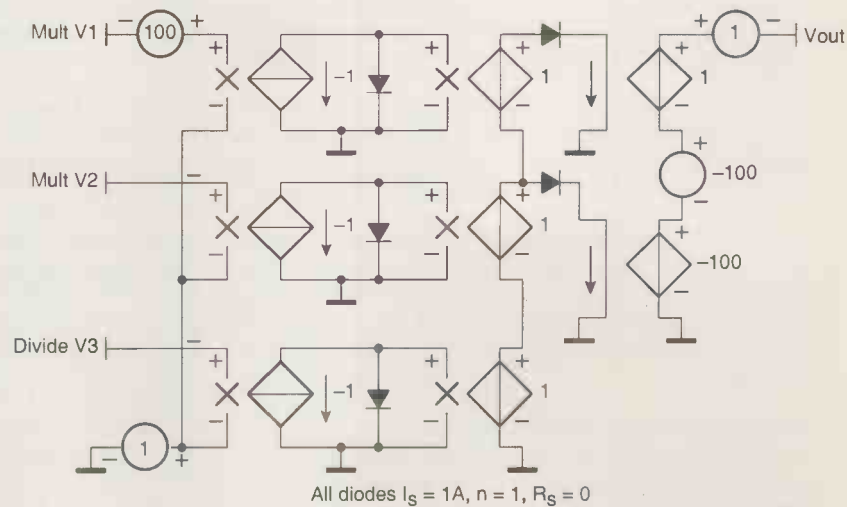 Mult V1
100
−1
1
1
Vout
1
−100
Mult V2
−1
1
−100
Divide V3
−1
1
1
All diodes IS = 1A, n = 1, RS = 0